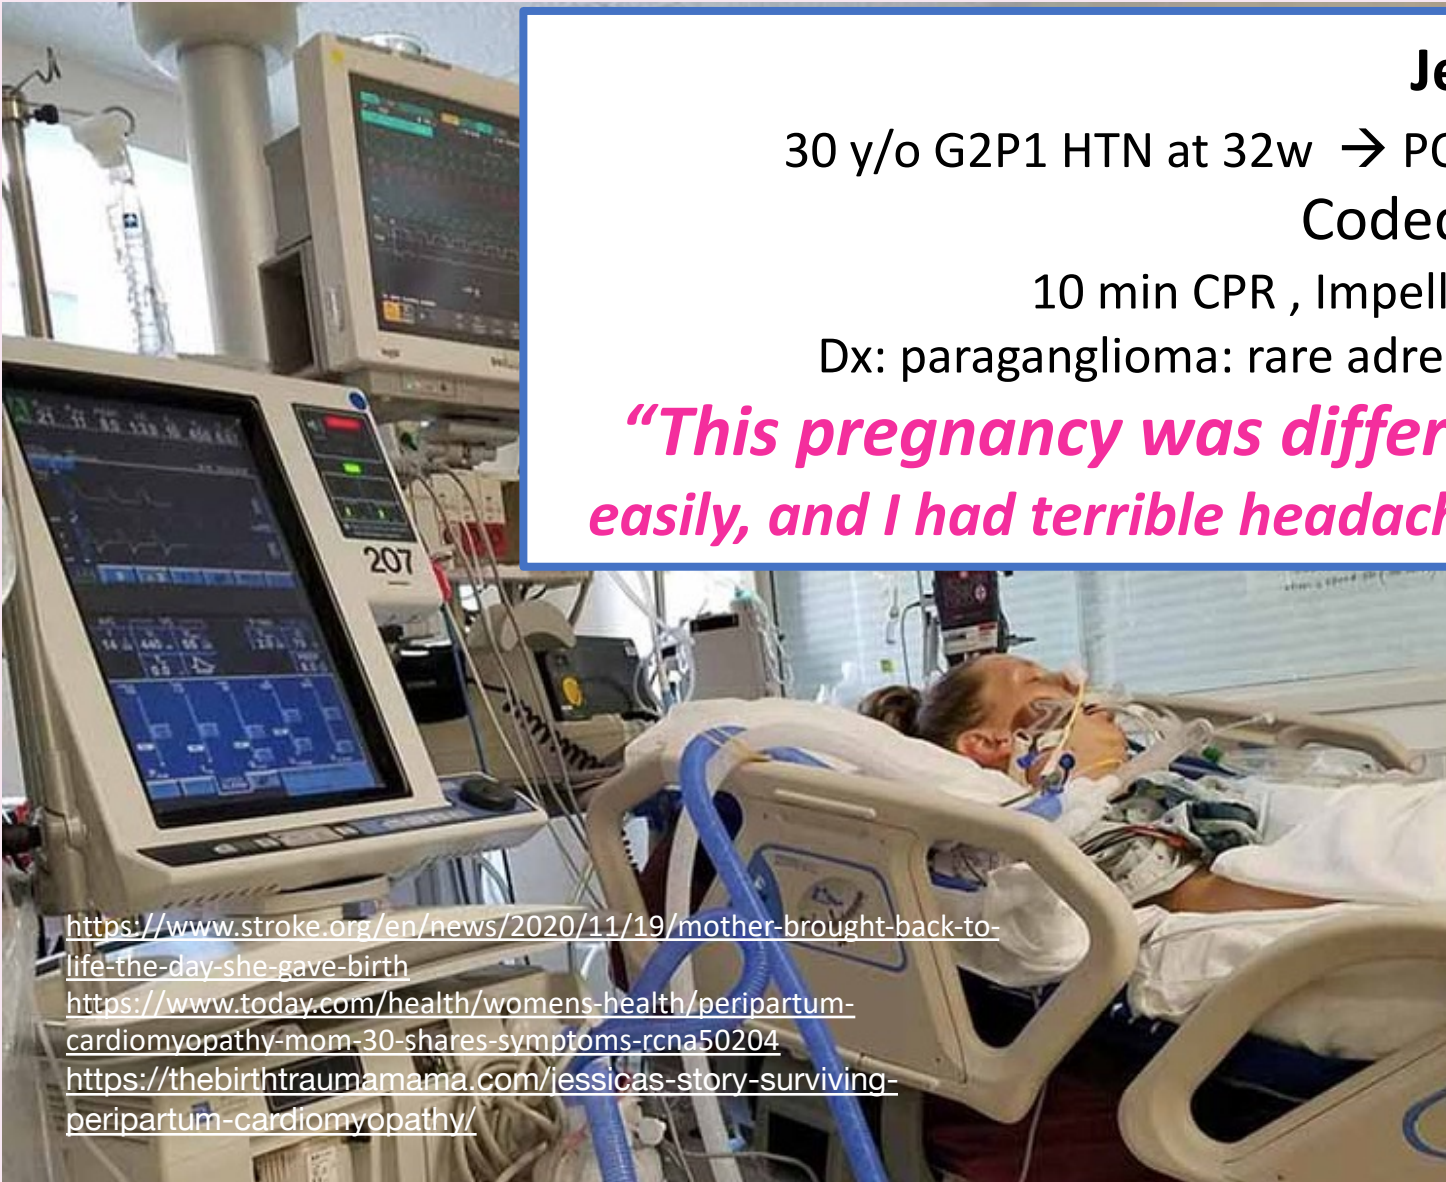 Je
30 y/o G2P1 HTN at 32w → PC
Coded
10 min CPR , Impell
Dx: paraganglioma: rare adre
“This pregnancy was differ
easily, and I had terrible headach
207
https://www.stroke.org/en/news/2020/11/19/mother-brought-back-to-
life-the-day-she-gave-birth
https://www.today.com/health/womens-health/peripartum-
cardiomyopathy-mom-30-shares-symptoms-rcna50204
https://thebirthtraumamama.com/jessicas-story-surviving-
peripartum-cardiomyopathy/